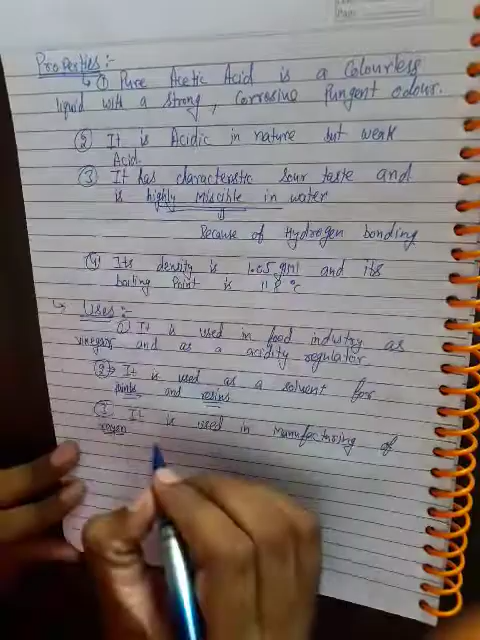 Properties :-
↳ ① Pure Acetic Acid is a Colourless
liquid with a strong, Corrosive Pungent odour.
② It is Acidic in nature but weak
Acid.
③ It has characteristic sour taste and
is highly miscible in water
Because of Hydrogen bonding
④ Its density is 1.05 g/ml and its
boiling Point is 118 °C
↳ Uses :-
① It is used in food industry as
vinegar and as a acidity regulator
② It is used as a solvent for
paints and resins
It is used in manufacturing of